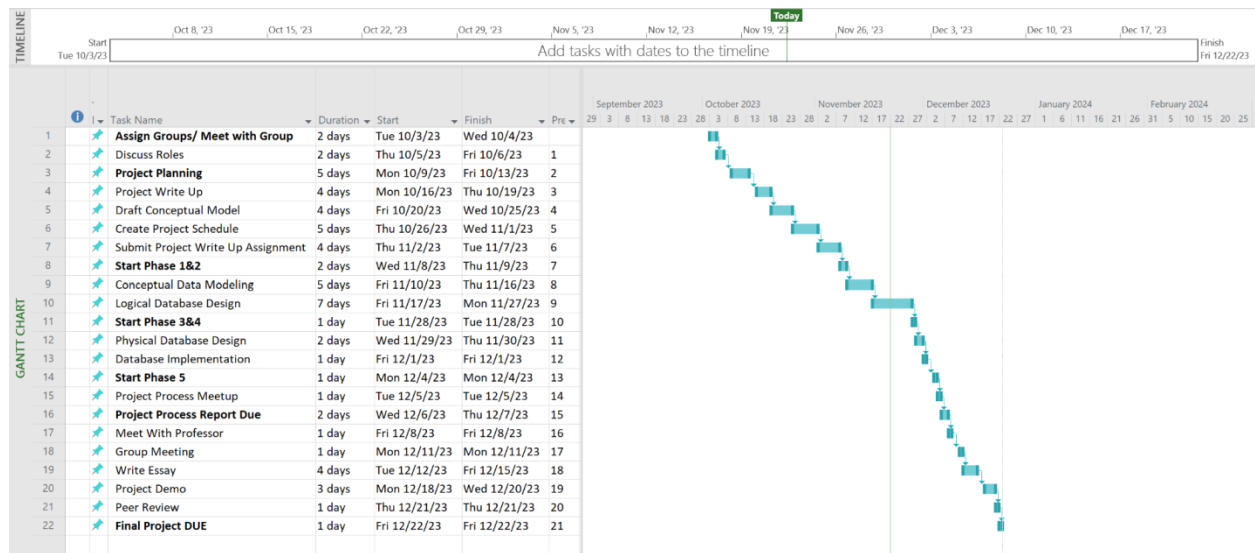 TIMELINE
Today
Oct 8, '23 Oct 15, '23 Oct 22, '23 Oct 29, '23 Nov 5, '23 Nov 12, '23 Nov 19, '23 Nov 26, '23 Dec 3, '23 Dec 10, '23 Dec 17, '23
Start
Tue 10/3/23
Add tasks with dates to the timeline
Finish
Fri 12/22/23
GANTT CHART
September 2023 October 2023 November 2023 December 2023 January 2024 February 2024
Task Name Duration Start Finish Pre
29 3 8 13 18 23 28 3 8 13 18 23 28 2 7 12 17 22 27 2 7 12 17 22 27 1 6 11 16 21 26 31 5 10 15 20 25
1 Assign Groups/ Meet with Group 2 days Tue 10/3/23 Wed 10/4/23
2 Discuss Roles 2 days Thu 10/5/23 Fri 10/6/23 1
3 Project Planning 5 days Mon 10/9/23 Fri 10/13/23 2
4 Project Write Up 4 days Mon 10/16/23 Thu 10/19/23 3
5 Draft Conceptual Model 4 days Fri 10/20/23 Wed 10/25/23 4
6 Create Project Schedule 5 days Thu 10/26/23 Wed 11/1/23 5
7 Submit Project Write Up Assignment 4 days Thu 11/2/23 Tue 11/7/23 6
8 Start Phase 1&2 2 days Wed 11/8/23 Thu 11/9/23 7
9 Conceptual Data Modeling 5 days Fri 11/10/23 Thu 11/16/23 8
10 Logical Database Design 7 days Fri 11/17/23 Mon 11/27/23 9
11 Start Phase 3&4 1 day Tue 11/28/23 Tue 11/28/23 10
12 Physical Database Design 2 days Wed 11/29/23 Thu 11/30/23 11
13 Database Implementation 1 day Fri 12/1/23 Fri 12/1/23 12
14 Start Phase 5 1 day Mon 12/4/23 Mon 12/4/23 13
15 Project Process Meetup 1 day Tue 12/5/23 Tue 12/5/23 14
16 Project Process Report Due 2 days Wed 12/6/23 Thu 12/7/23 15
17 Meet With Professor 1 day Fri 12/8/23 Fri 12/8/23 16
18 Group Meeting 1 day Mon 12/11/23 Mon 12/11/23 17
19 Write Essay 4 days Tue 12/12/23 Fri 12/15/23 18
20 Project Demo 3 days Mon 12/18/23 Wed 12/20/23 19
21 Peer Review 1 day Thu 12/21/23 Thu 12/21/23 20
22 Final Project DUE 1 day Fri 12/22/23 Fri 12/22/23 21